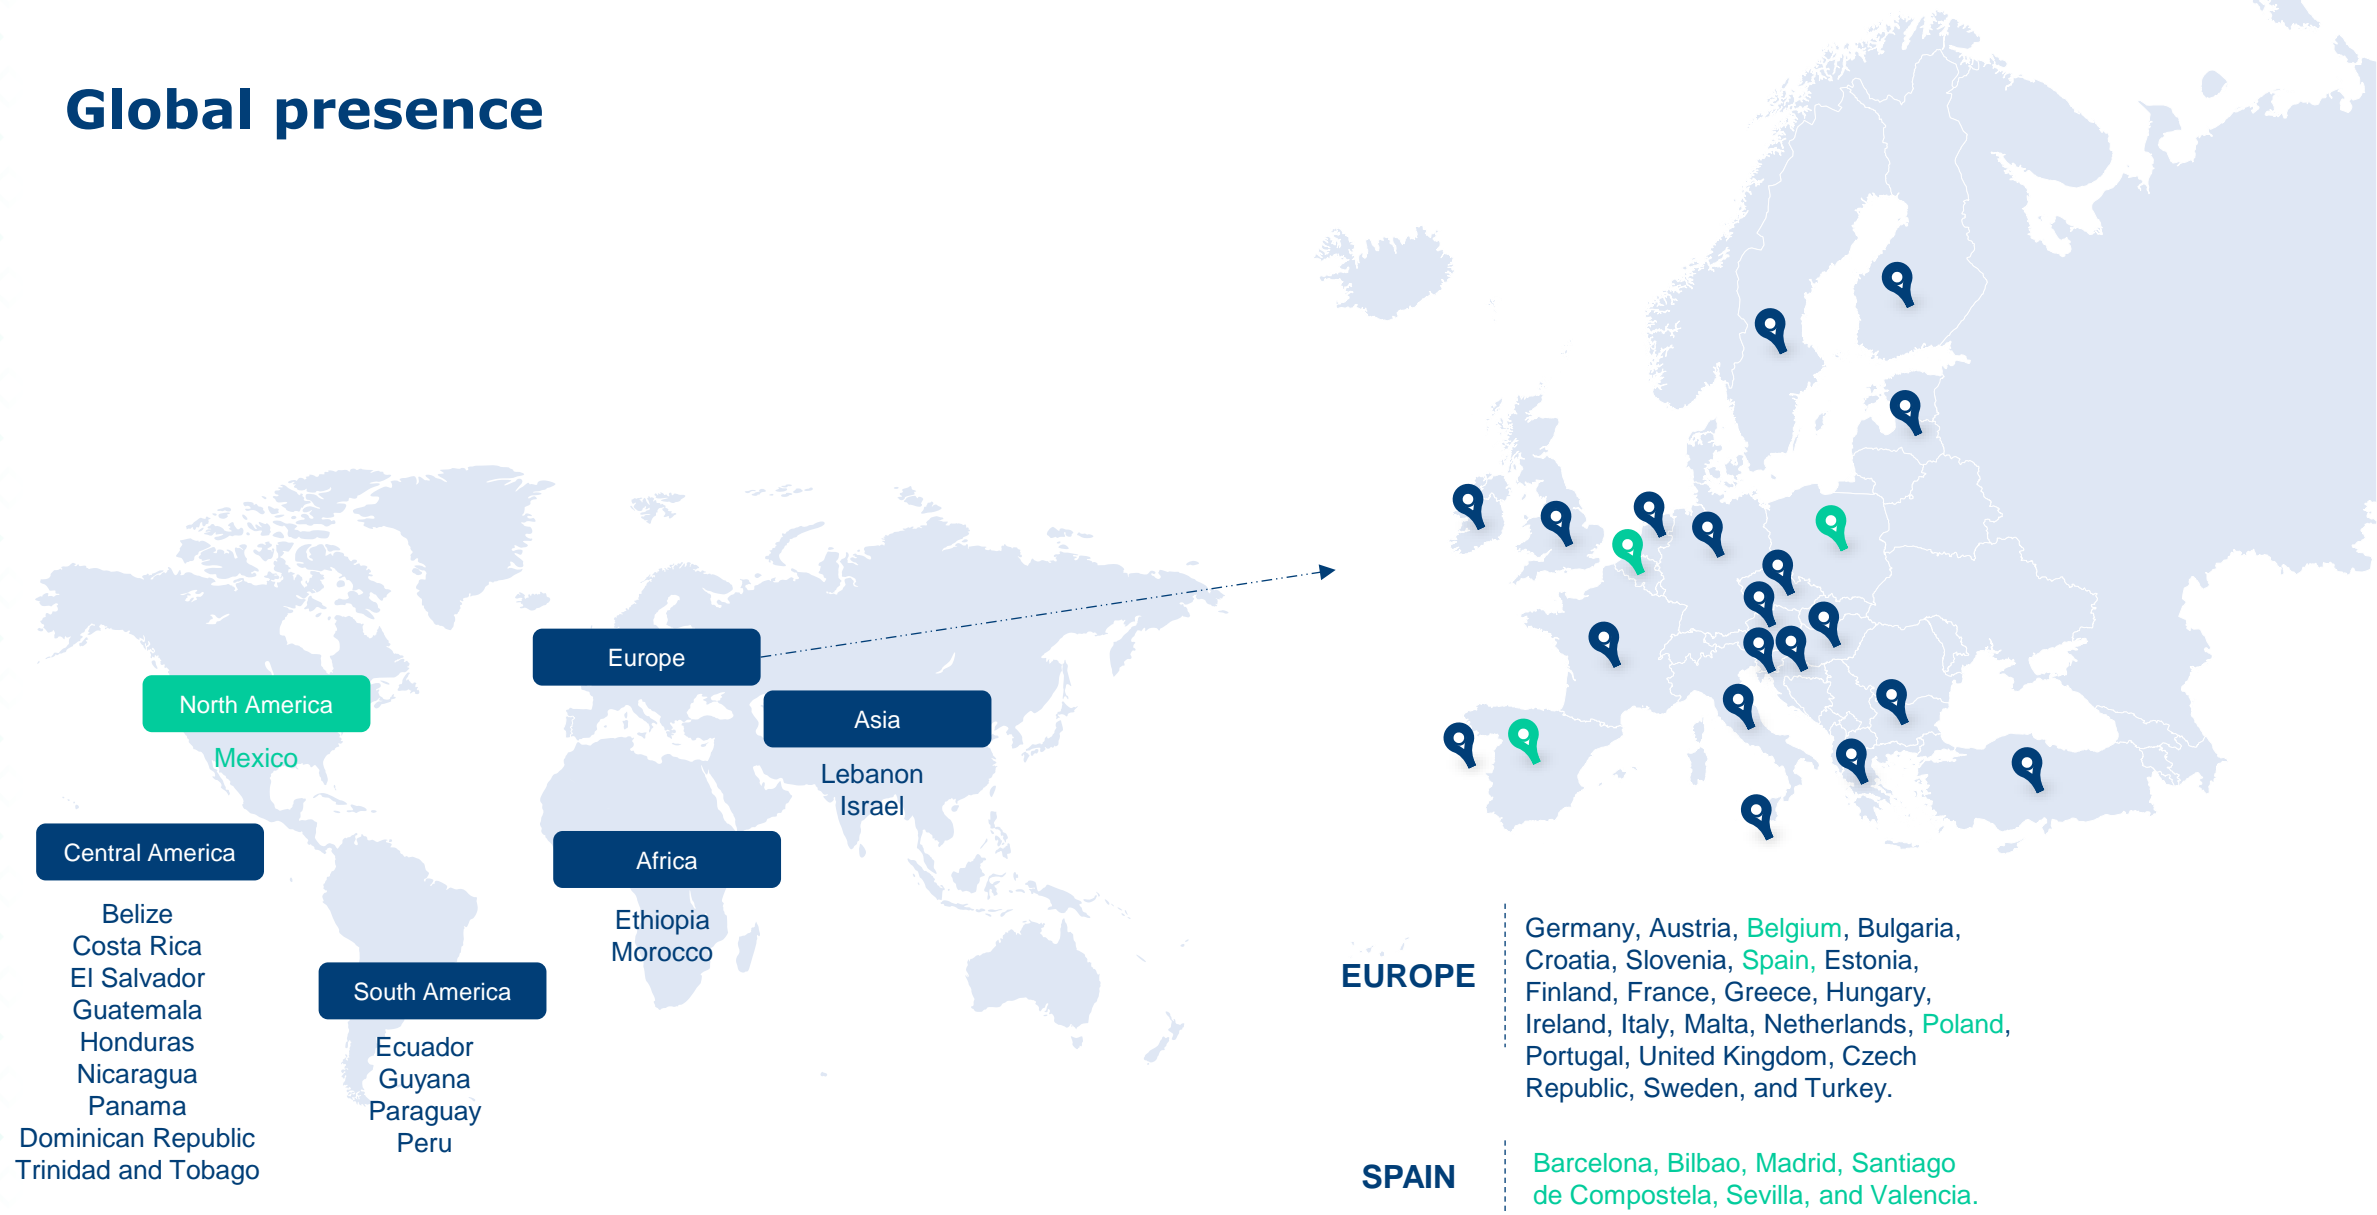 Global presence
Europe
North America
Mexico
Asia
Lebanon
Israel
Central America
Belize
Costa Rica
El Salvador
Guatemala
Honduras
Nicaragua
Panama
Dominican Republic
Trinidad and Tobago
Africa
Ethiopia
Morocco
South America
Ecuador
Guyana
Paraguay
Peru
EUROPE
Germany, Austria, Belgium, Bulgaria,
Croatia, Slovenia, Spain, Estonia,
Finland, France, Greece, Hungary,
Ireland, Italy, Malta, Netherlands, Poland,
Portugal, United Kingdom, Czech
Republic, Sweden, and Turkey.
SPAIN
Barcelona, Bilbao, Madrid, Santiago
de Compostela, Sevilla, and Valencia.